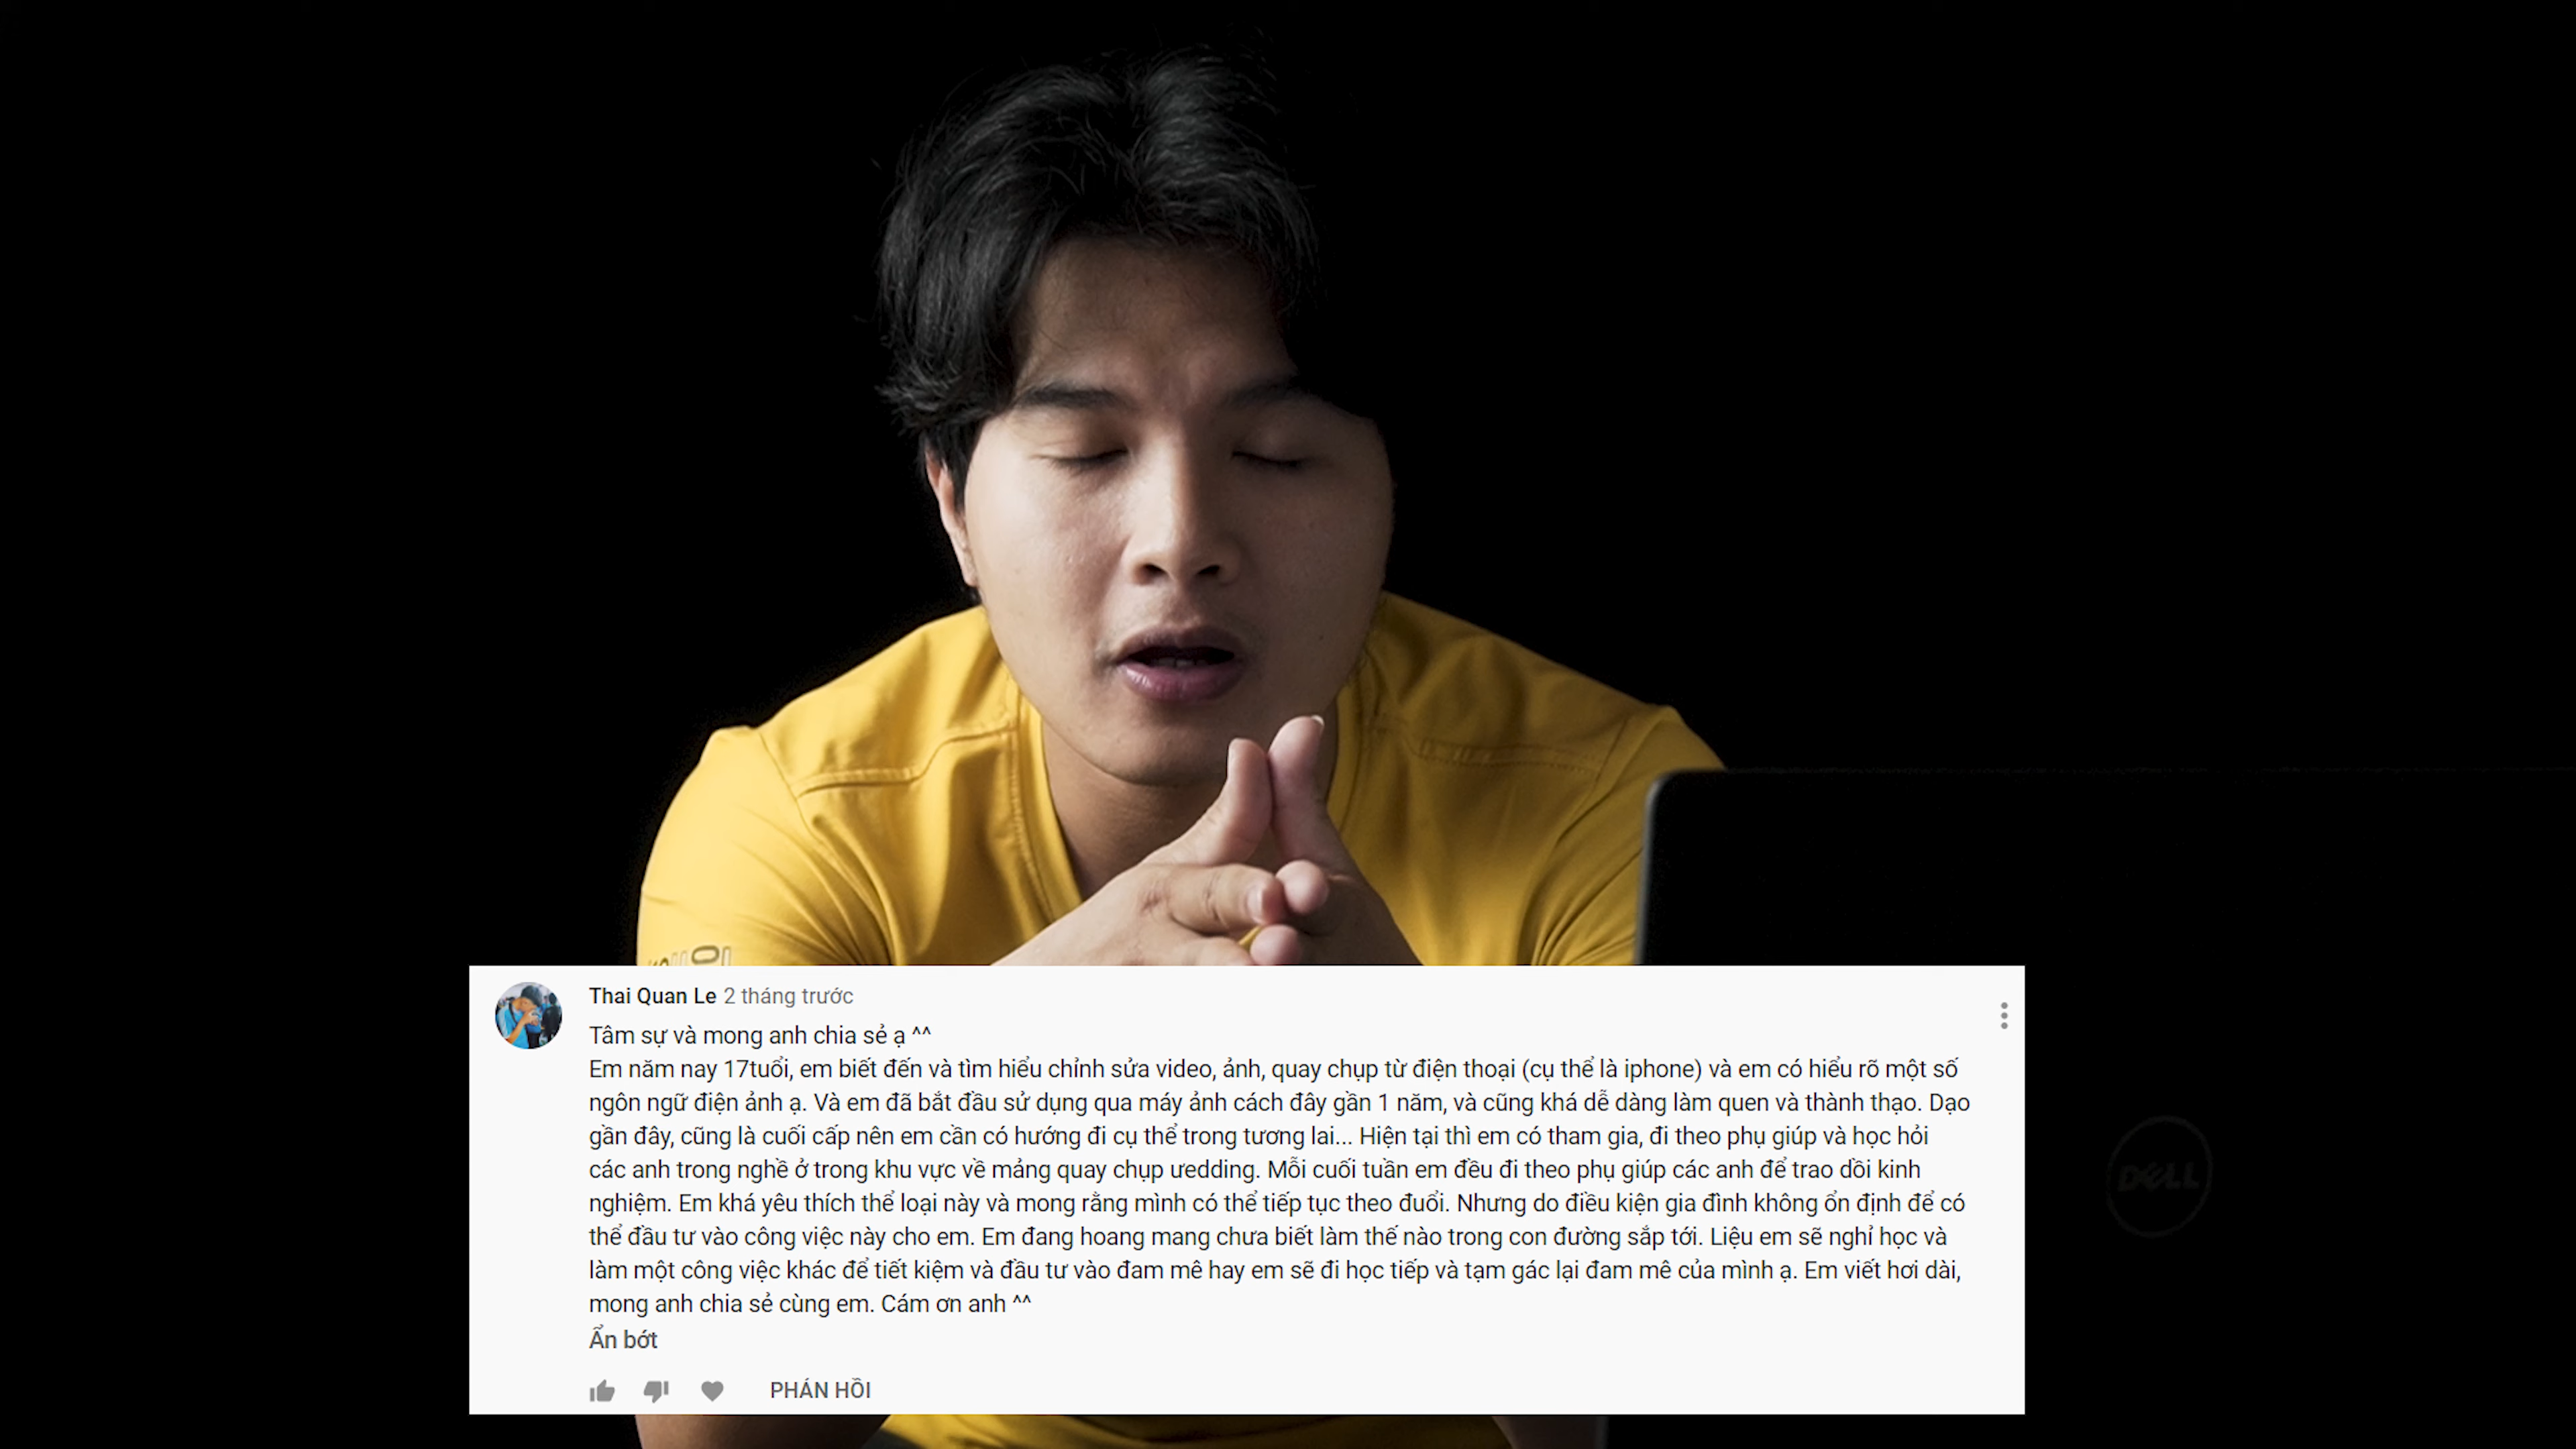 Thai Quan Le 2 tháng trước
Tâm sự và mong anh chia sẻ ạ ^^
Em năm nay 17tuổi, em biết đến và tìm hiểu chỉnh sửa video, ảnh, quay chụp từ điện thoại (cụ thể là iphone) và em có hiểu rõ một số
ngôn ngữ điện ảnh ạ. Và em đã bắt đầu sử dụng qua máy ảnh cách đây gần 1 năm, và cũng khá dễ dàng làm quen và thành thạo. Dạo
gần đây, cũng là cuối cấp nên em cần có hướng đi cụ thể trong tương lai... Hiện tại thì em có tham gia, đi theo phụ giúp và học hỏi
các anh trong nghề ở trong khu vực về mảng quay chụp ưedding. Mỗi cuối tuần em đều đi theo phụ giúp các anh để trao dồi kinh
nghiệm. Em khá yêu thích thể loại này và mong rằng mình có thể tiếp tục theo đuổi. Nhưng do điều kiện gia đình không ổn định để có
thể đầu tư vào công việc này cho em. Em đang hoang mang chưa biết làm thế nào trong con đường sắp tới. Liệu em sẽ nghỉ học và
làm một công việc khác để tiết kiệm và đầu tư vào đam mê hay em sẽ đi học tiếp và tạm gác lại đam mê của mình ạ. Em viết hơi dài,
mong anh chia sẻ cùng em. Cám ơn anh ^^
Ẩn bớt
PHẢN HỒI
DELL